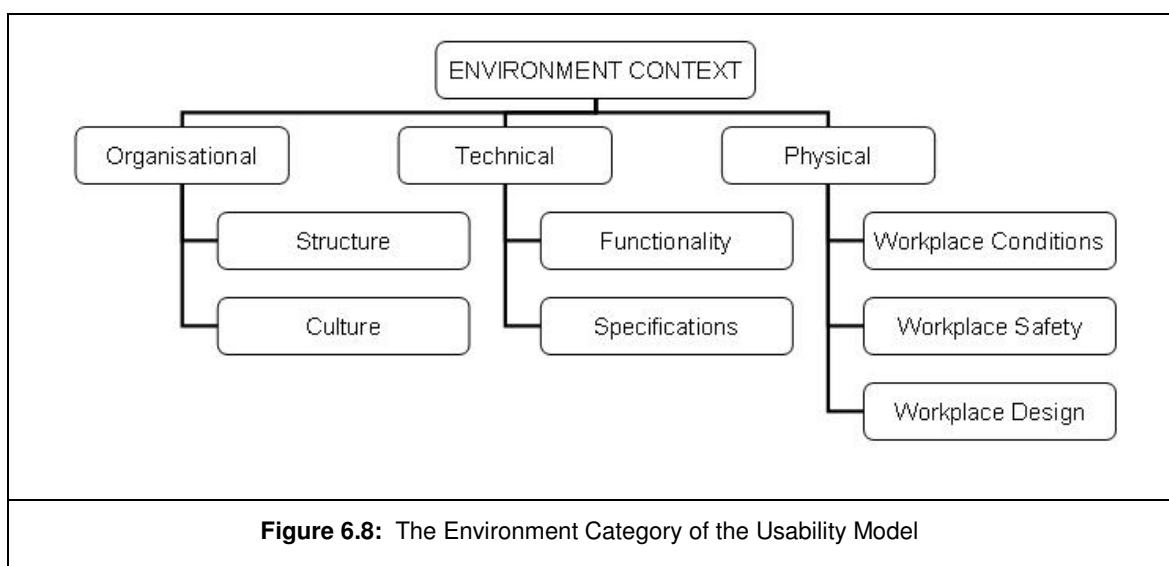 ENVIRONMENT CONTEXT
Organisational
Technical
Physical
Structure
Functionality
Workplace Conditions
Culture
Specifications
Workplace Safety
Workplace Design
Figure 6.8: The Environment Category of the Usability Model